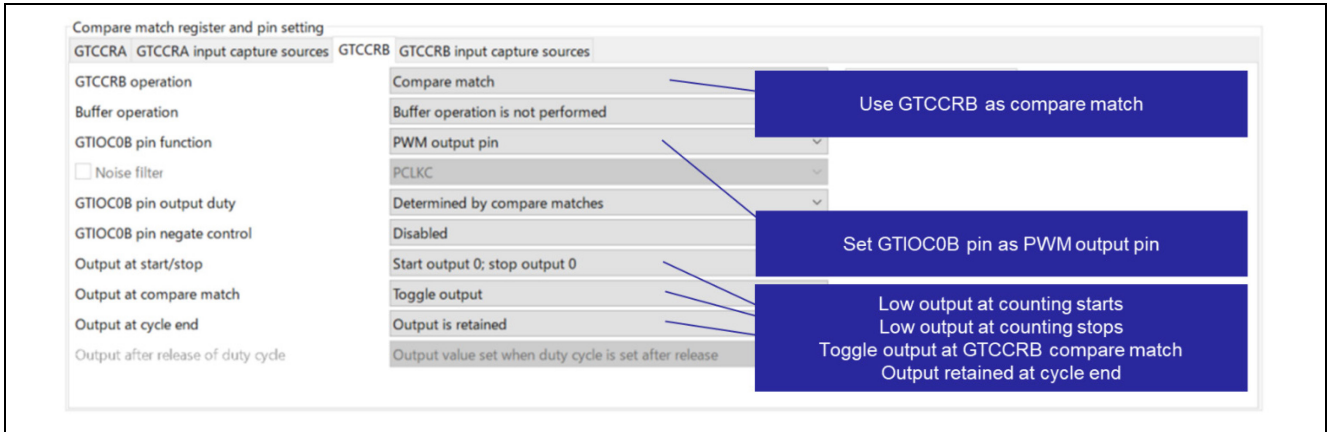 Compare match register and pin setting
GTCCRA GTCCRA input capture sources GTCCRB GTCCRB input capture sources
GTCCRB operation Compare match
Use GTCCRB as compare match
Buffer operation Buffer operation is not performed
GTIOC0B pin function PWM output pin
Noise filter PCLKC
GTIOC0B pin output duty Determined by compare matches
GTIOC0B pin negate control Disabled
Set GTIOC0B pin as PWM output pin
Output at start/stop Start output 0; stop output 0
Output at compare match Toggle output
Output at cycle end Output is retained
Output after release of duty cycle Output value set when duty cycle is set after release
Low output at counting starts
Low output at counting stops
Toggle output at GTCCRB compare match
Output retained at cycle end